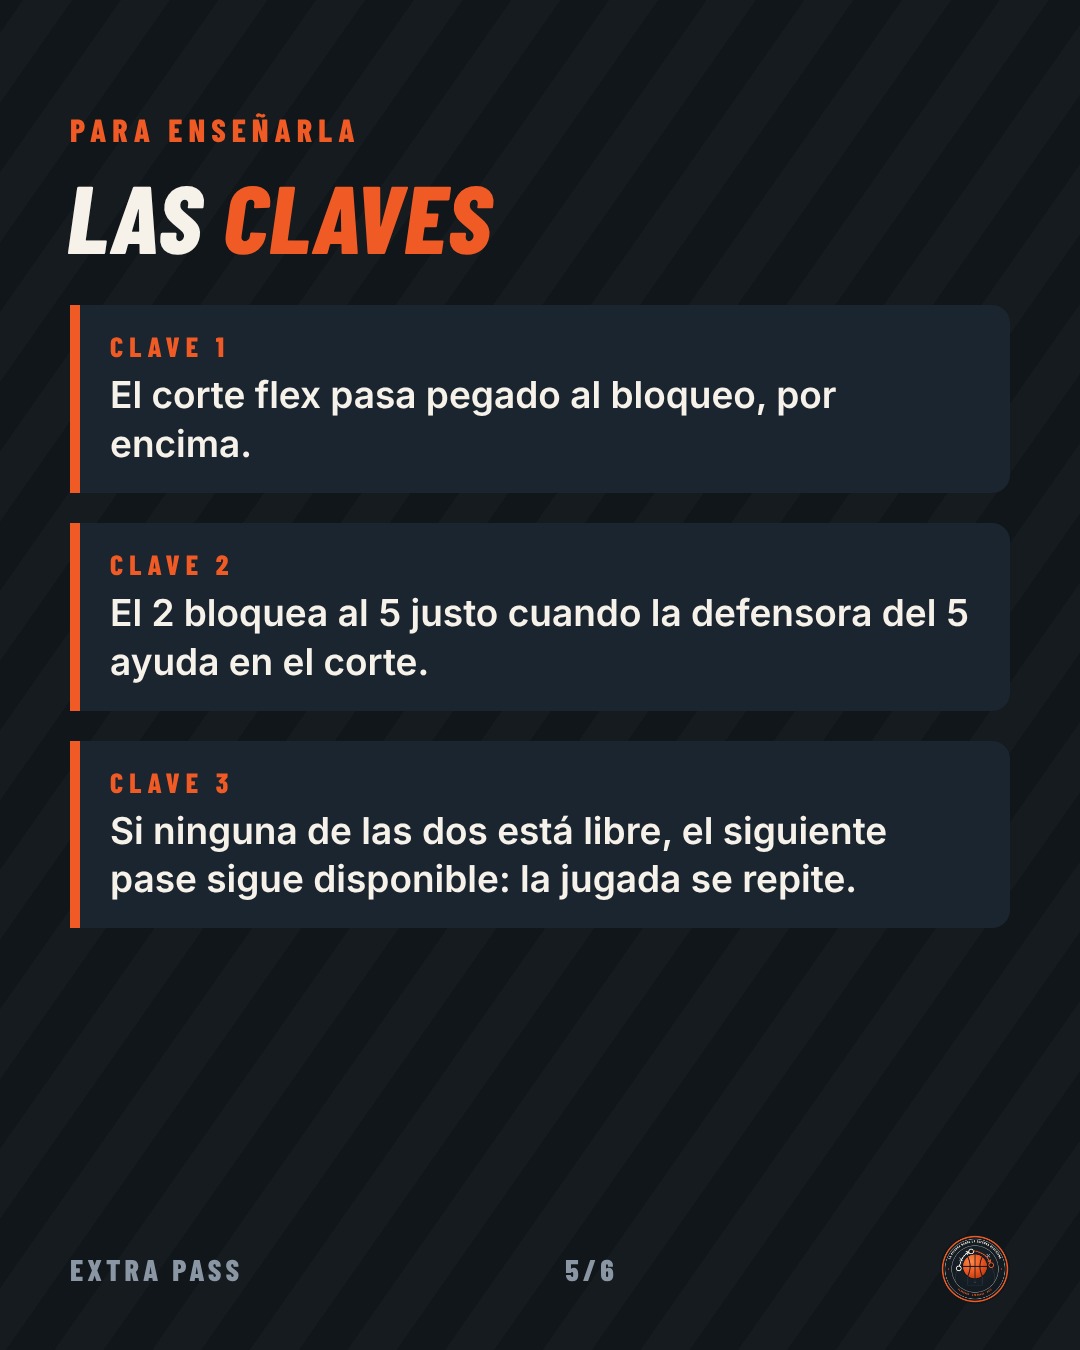 PARA ENSEÑARLA
LAS CLAVES
CLAVE 1
El corte flex pasa pegado al bloqueo, por
encima.
CLAVE 2
El 2 bloquea al 5 justo cuando la defensora del 5
ayuda en el corte.
CLAVE 3
Si ninguna de las dos está libre, el siguiente
pase sigue disponible: la jugada se repite.
EXTRA PASS
5/6